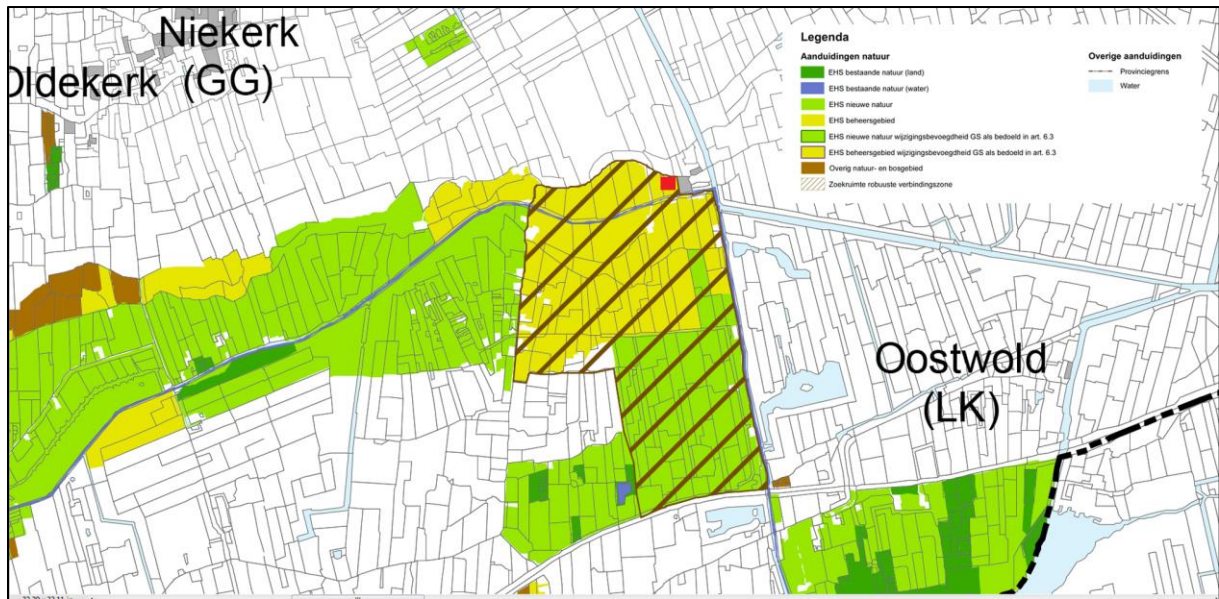 Niekerk
Oldekerk (GG)
Legenda
Aanduidingen natuur
EHS bestaande natuur (land)
EHS bestaande natuur (water)
EHS nieuwe natuur
EHS beheersgebied
EHS nieuwe natuur wijzigingsbevoegdheid GS als bedoeld in art. 6.3
EHS beheersgebied wijzigingsbevoegdheid GS als bedoeld in art. 6.3
Overig natuur- en bosgebied
Zoekruimte robuuste verbindingszone
Overige aanduidingen
Provinciegrens
Water
Oostwold
(LK)